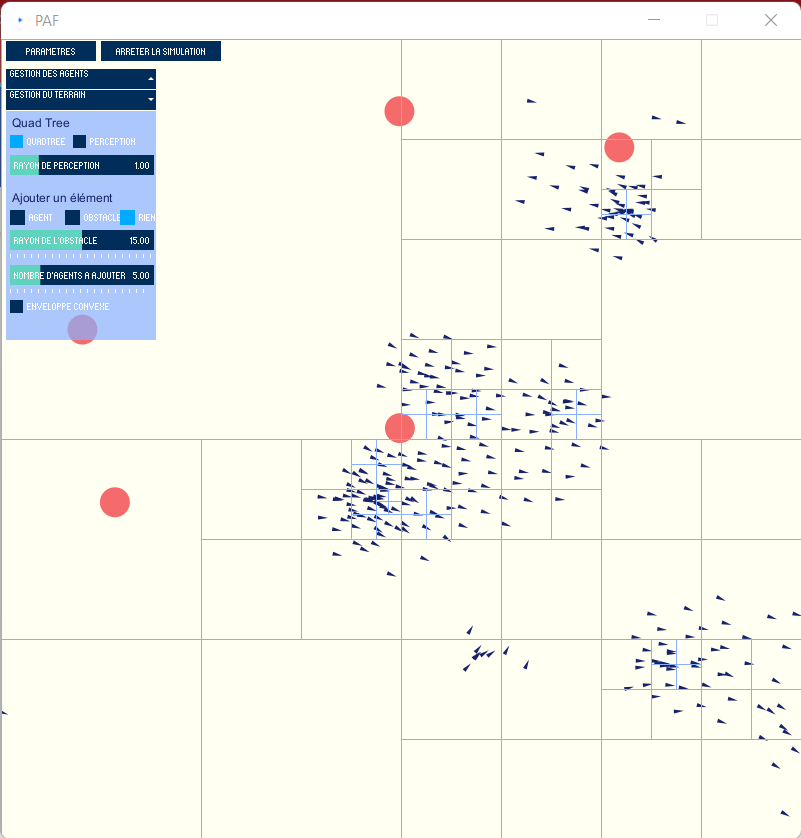 PAF
PARAMETRES ARRETER LA SIMULATION
GESTION DES AGENTS
GESTION DU TERRAIN
Quad Tree
QUADTREE PERCEPTION
RAYON DE PERCEPTION 1.00
Ajouter un élément
AGENT OBSTACLE RIEN
RAYON DE L'OBSTACLE 15.00
NOMBRE D'AGENTS A AJOUTER 5.00
ENVELOPPE CONVEXE